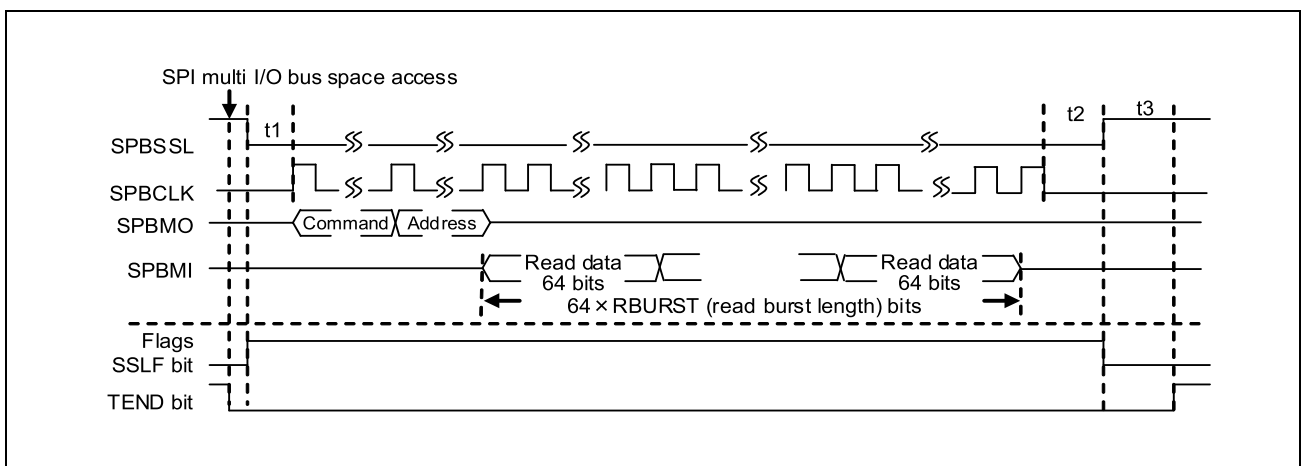 SPI multi I/O bus space access
t1
t2
t3
SPBSSL
SPBCLK
SPBMO
Command
Address
SPBMI
Read data
64 bits
Read data
64 bits
64 × RBURST (read burst length) bits
Flags
SSLF bit
TEND bit